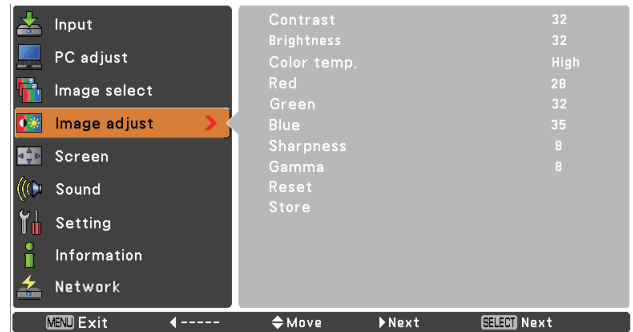 Input
PC adjust
Image select
Image adjust
Screen
Sound
Setting
Information
Network
Contrast 32
Brightness 32
Color temp. High
Red 28
Green 32
Blue 35
Sharpness 8
Gamma 8
Reset
Store
MENU Exit ----- Move Next SELECT Next